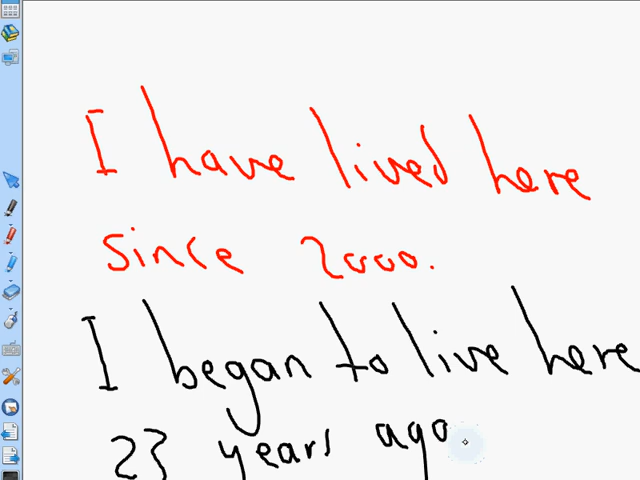 I have lived here
since 2000.
I began to live here
23 years ago